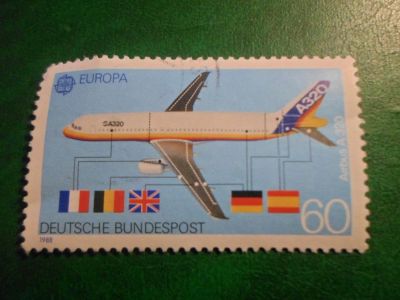 EUROPA
A320
A320
Airbus A 320
60
DEUTSCHE BUNDESPOST
1988